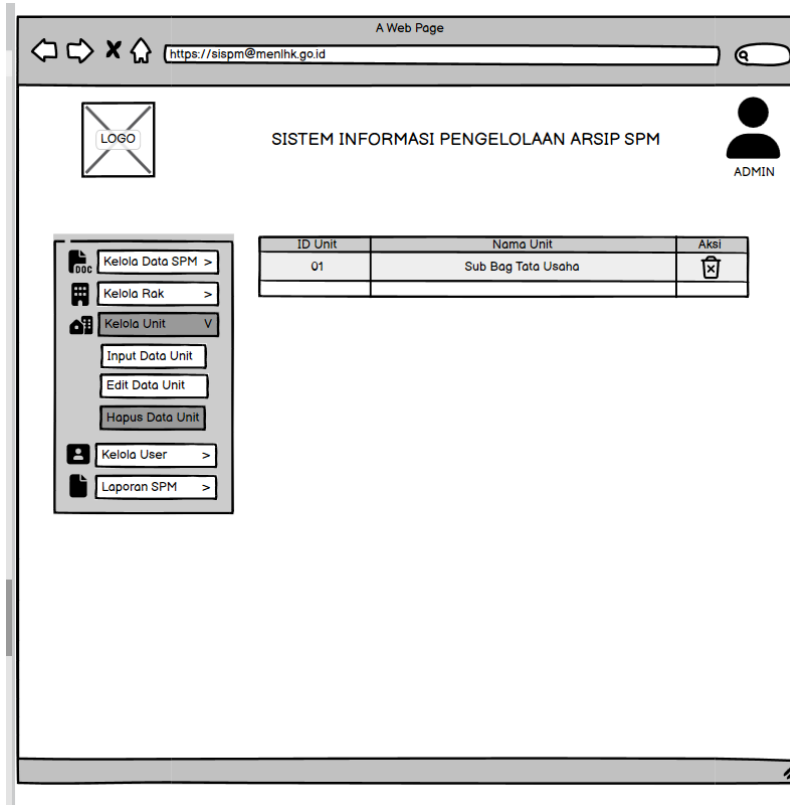 A Web Page
https://sispm@menlhk.go.id
LOGO
SISTEM INFORMASI PENGELOLAAN ARSIP SPM
ADMIN
DOC
Kelola Data SPM >
Kelola Rak >
Kelola Unit V
Input Data Unit
Edit Data Unit
Hapus Data Unit
Kelola User >
Laporan SPM >
ID Unit Nama Unit Aksi
01 Sub Bag Tata Usaha